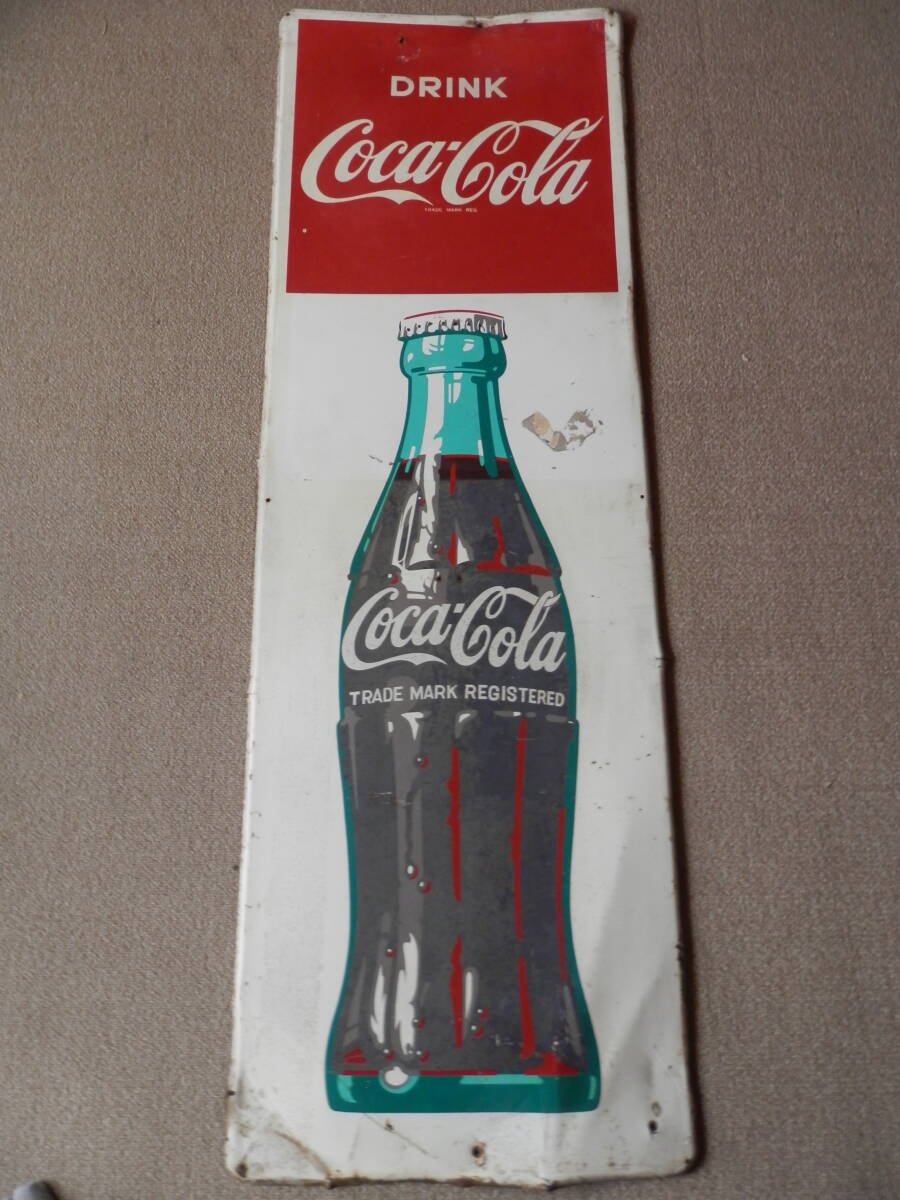 DRINK
Coca-Cola
TRADE MARK REG
Coca-Cola
TRADE MARK REGISTERED